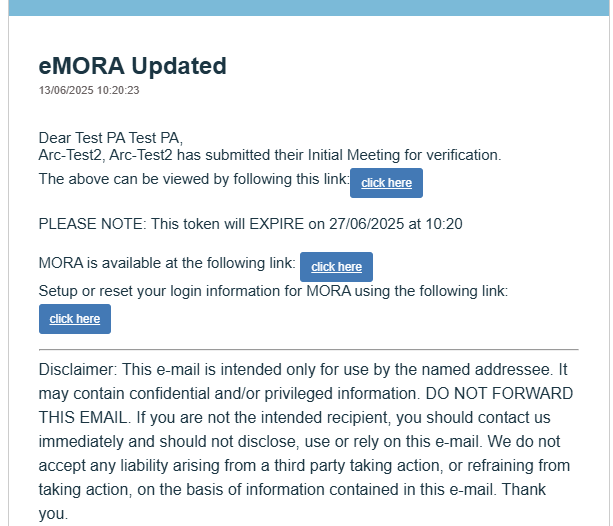 eMORA Updated
13/06/2025 10:20:23
Dear Test PA Test PA,
Arc-Test2, Arc-Test2 has submitted their Initial Meeting for verification.
The above can be viewed by following this link: click here
PLEASE NOTE: This token will EXPIRE on 27/06/2025 at 10:20
MORA is available at the following link: click here
Setup or reset your login information for MORA using the following link:
click here
Disclaimer: This e-mail is intended only for use by the named addressee. It
may contain confidential and/or privileged information. DO NOT FORWARD
THIS EMAIL. If you are not the intended recipient, you should contact us
immediately and should not disclose, use or rely on this e-mail. We do not
accept any liability arising from a third party taking action, or refraining from
taking action, on the basis of information contained in this e-mail. Thank
you.